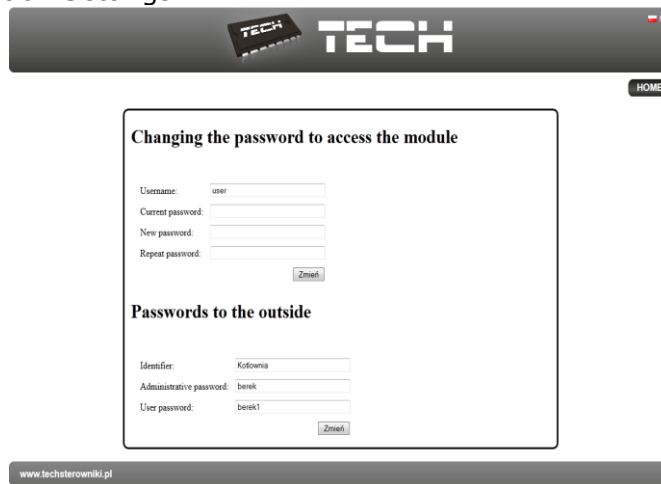 TECH TECH
HOME
Changing the password to access the module
Username: user
Current password:
New password:
Repeat password:
Zmień
Passwords to the outside
Identifier: Kotłownia
Administrative password: berek
User password: berek1
Zmień
www.techsterowniki.pl